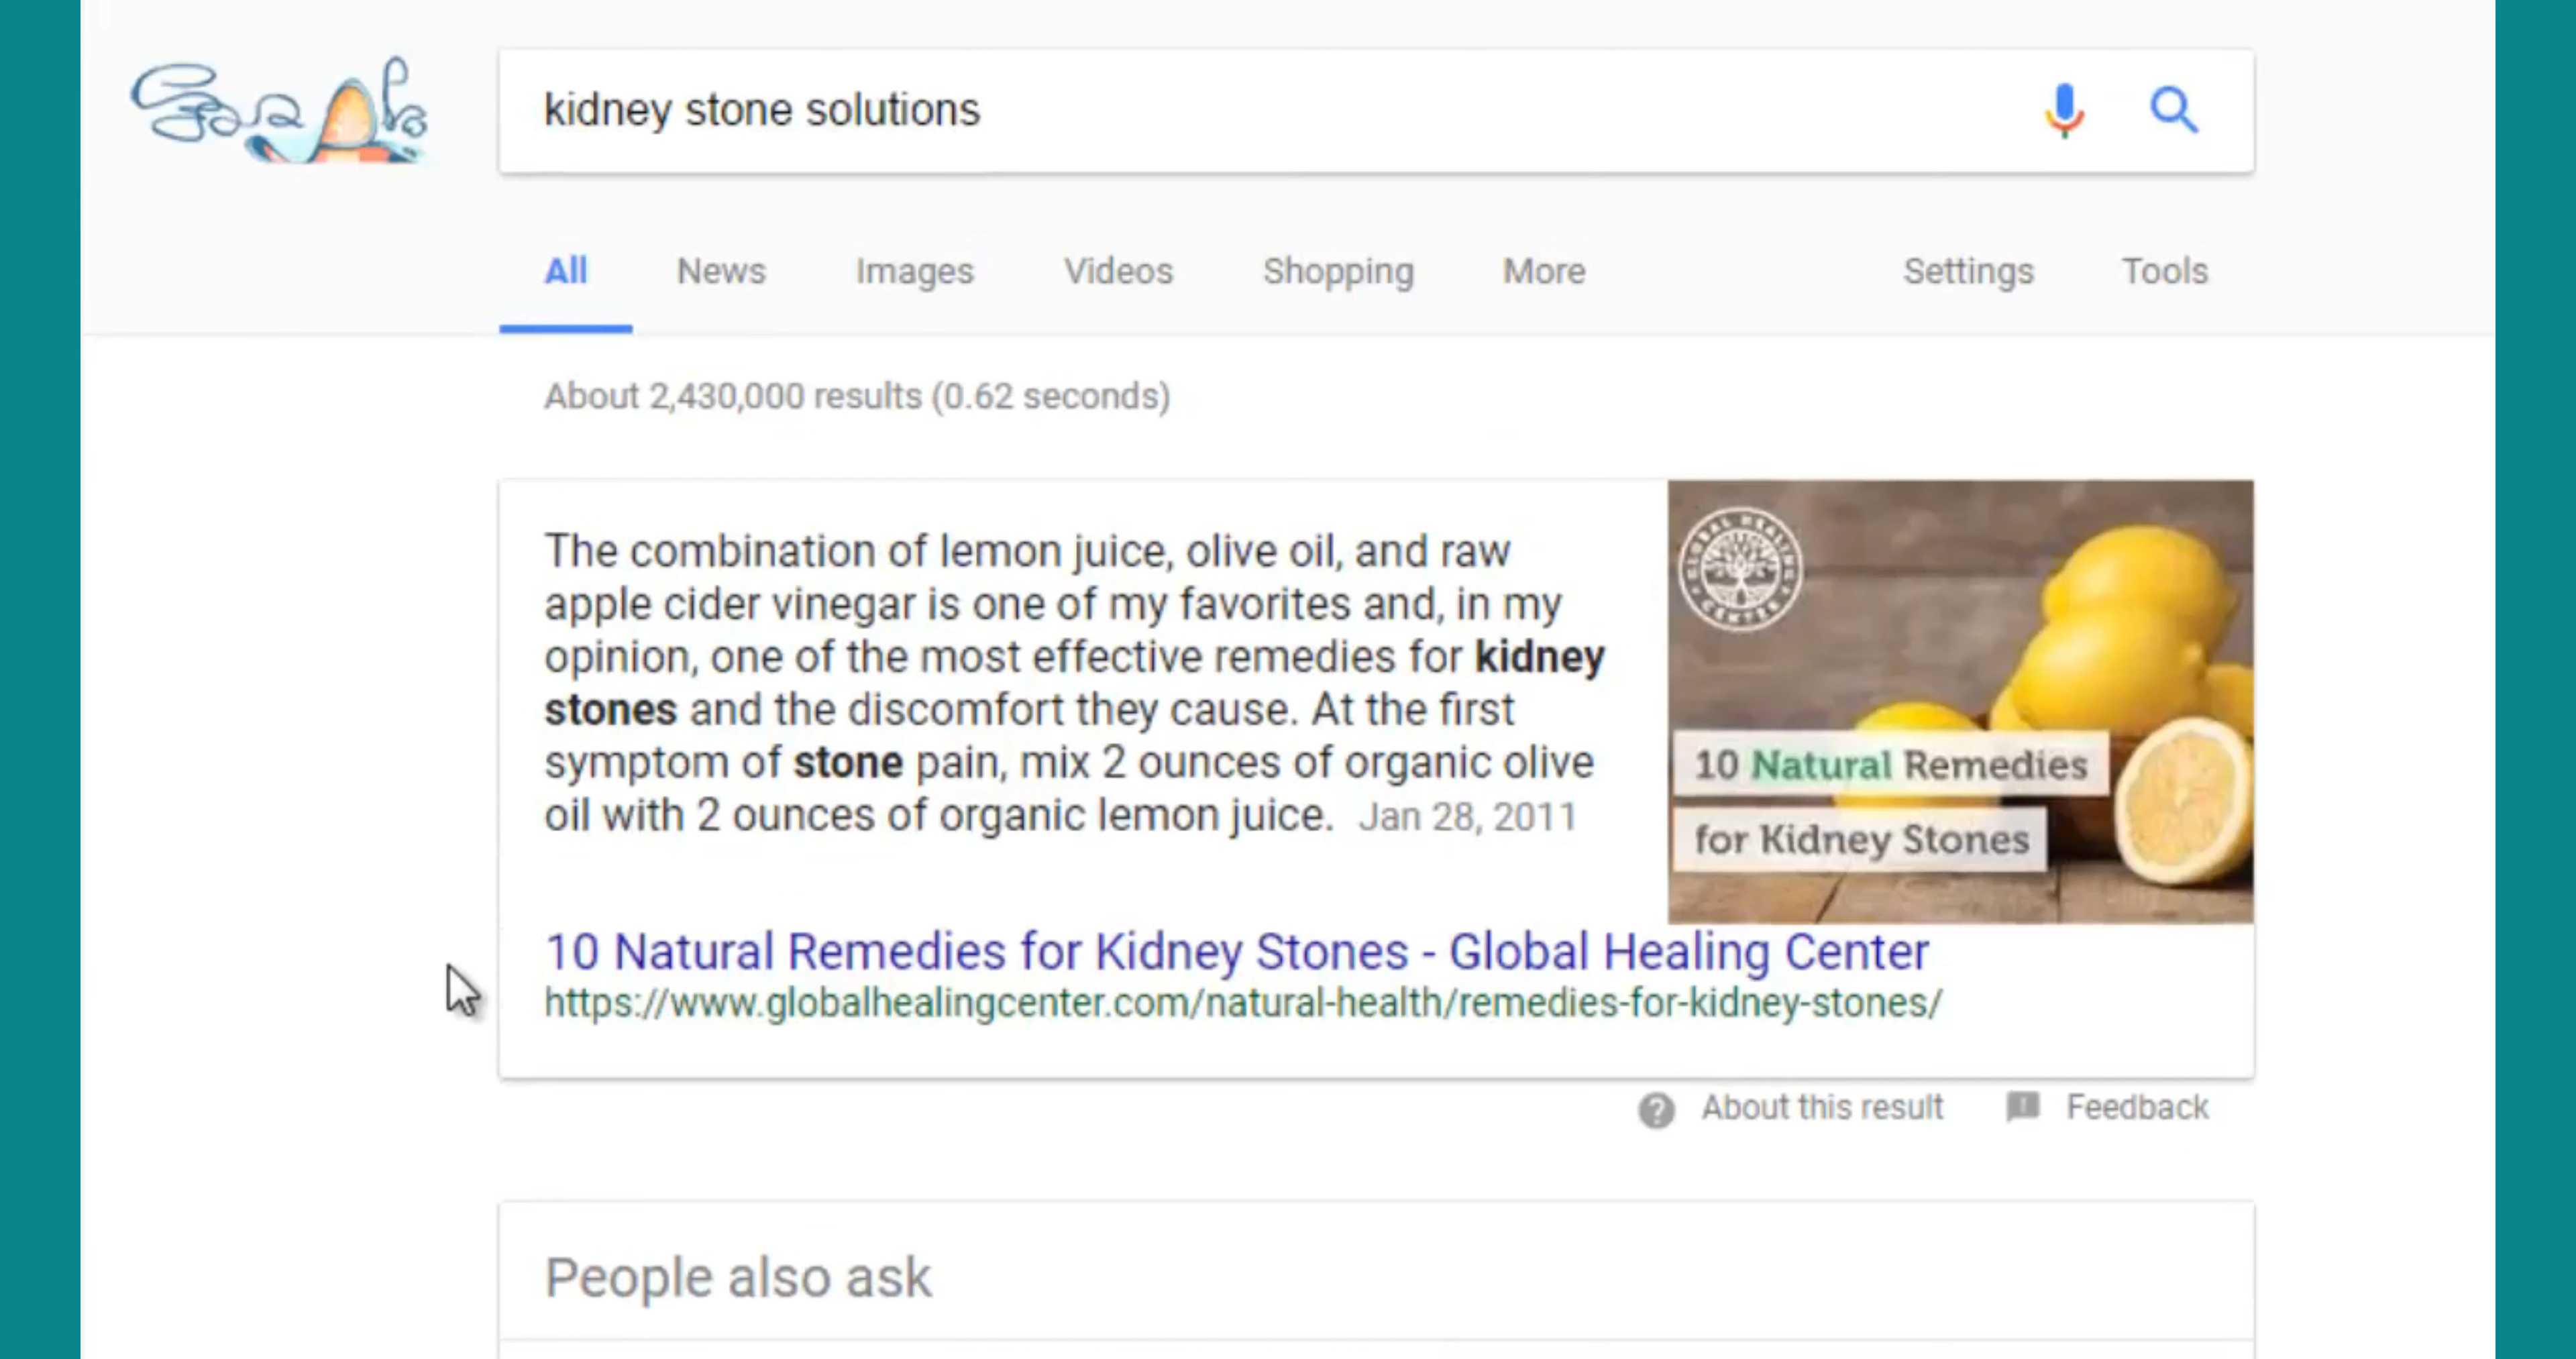 kidney stone solutions
All News Images Videos Shopping More Settings Tools
About 2,430,000 results (0.62 seconds)
The combination of lemon juice, olive oil, and raw
apple cider vinegar is one of my favorites and, in my
opinion, one of the most effective remedies for kidney
stones and the discomfort they cause. At the first
symptom of stone pain, mix 2 ounces of organic olive
oil with 2 ounces of organic lemon juice. Jan 28, 2011
GLOBAL HEALING CENTER
10 Natural Remedies
for Kidney Stones
10 Natural Remedies for Kidney Stones - Global Healing Center
https://www.globalhealingcenter.com/natural-health/remedies-for-kidney-stones/
About this result Feedback
People also ask